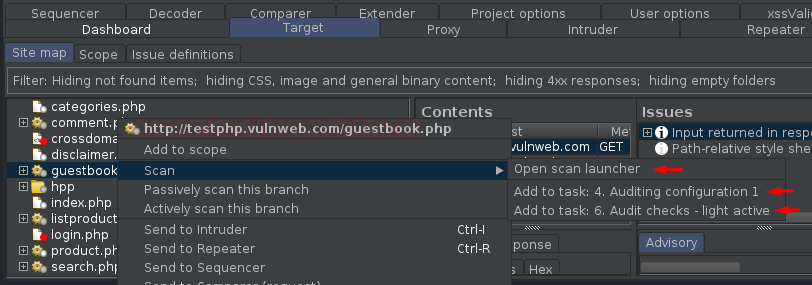 Sequencer Decoder Comparer Extender Project options User options xssVali
Dashboard Target Proxy Intruder Repeater
Site map Scope Issue definitions
Filter: Hiding not found items; hiding CSS, image and general binary content; hiding 4xx responses; hiding empty folders
categories.php
Contents Issues
comment.p
http://testphp.vulnweb.com/guestbook.php
st Me
Input returned in resp
crossdoma
Add to scope
vulnweb.com GET
Path-relative style she
disclaimer.
guestbook
Scan
Open scan launcher
hpp
Passively scan this branch
Add to task: 4. Auditing configuration 1
index.php
Actively scan this branch
Add to task: 6. Audit checks - light active
listproduct
login.php
Send to Intruder Ctrl-I
product.p
Send to Repeater Ctrl-R
ponse
Advisory
search.php
Send to Sequencer
s Hex
Send to Comparer (request)